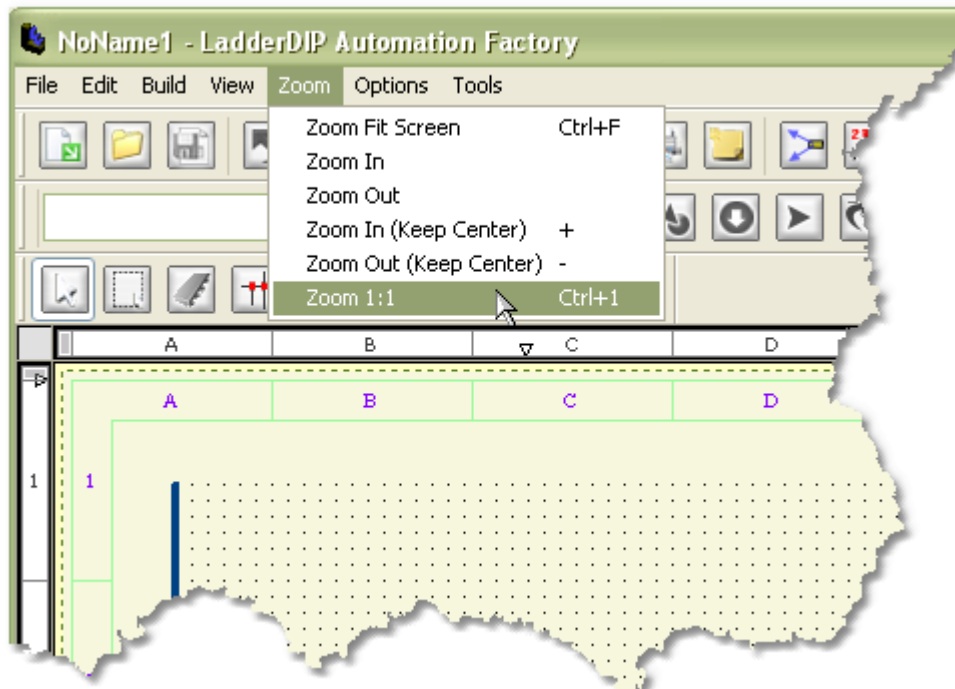 NoName1 - LadderDIP Automation Factory
File Edit Build View Zoom Options Tools
Zoom Fit Screen Ctrl+F
Zoom In
Zoom Out
Zoom In (Keep Center) +
Zoom Out (Keep Center) -
Zoom 1:1 Ctrl+1
A B C D
A B C D
1 1